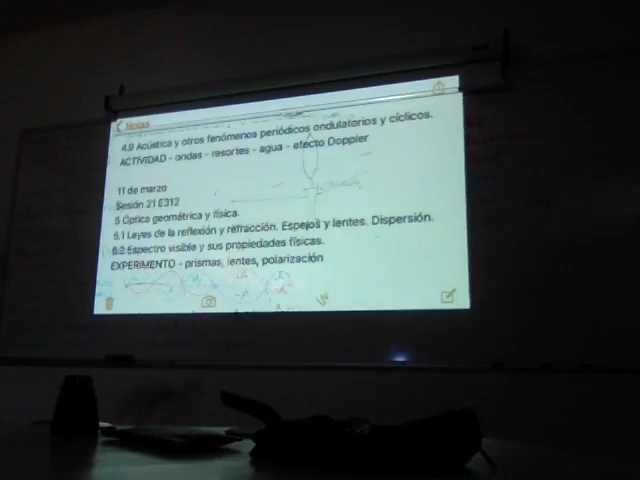 Notas
4.9 Acústica y otros fenómenos periódicos ondulatorios y cíclicos.
ACTIVIDAD - ondas - resortes - agua - efecto Doppler
11 de marzo
Sesión 21 E312
5 Óptica geométrica y física.
5.1 Leyes de la reflexión y refracción. Espejos y lentes. Dispersión.
5.2 Espectro visible y sus propiedades físicas.
EXPERIMENTO - prismas, lentes, polarización